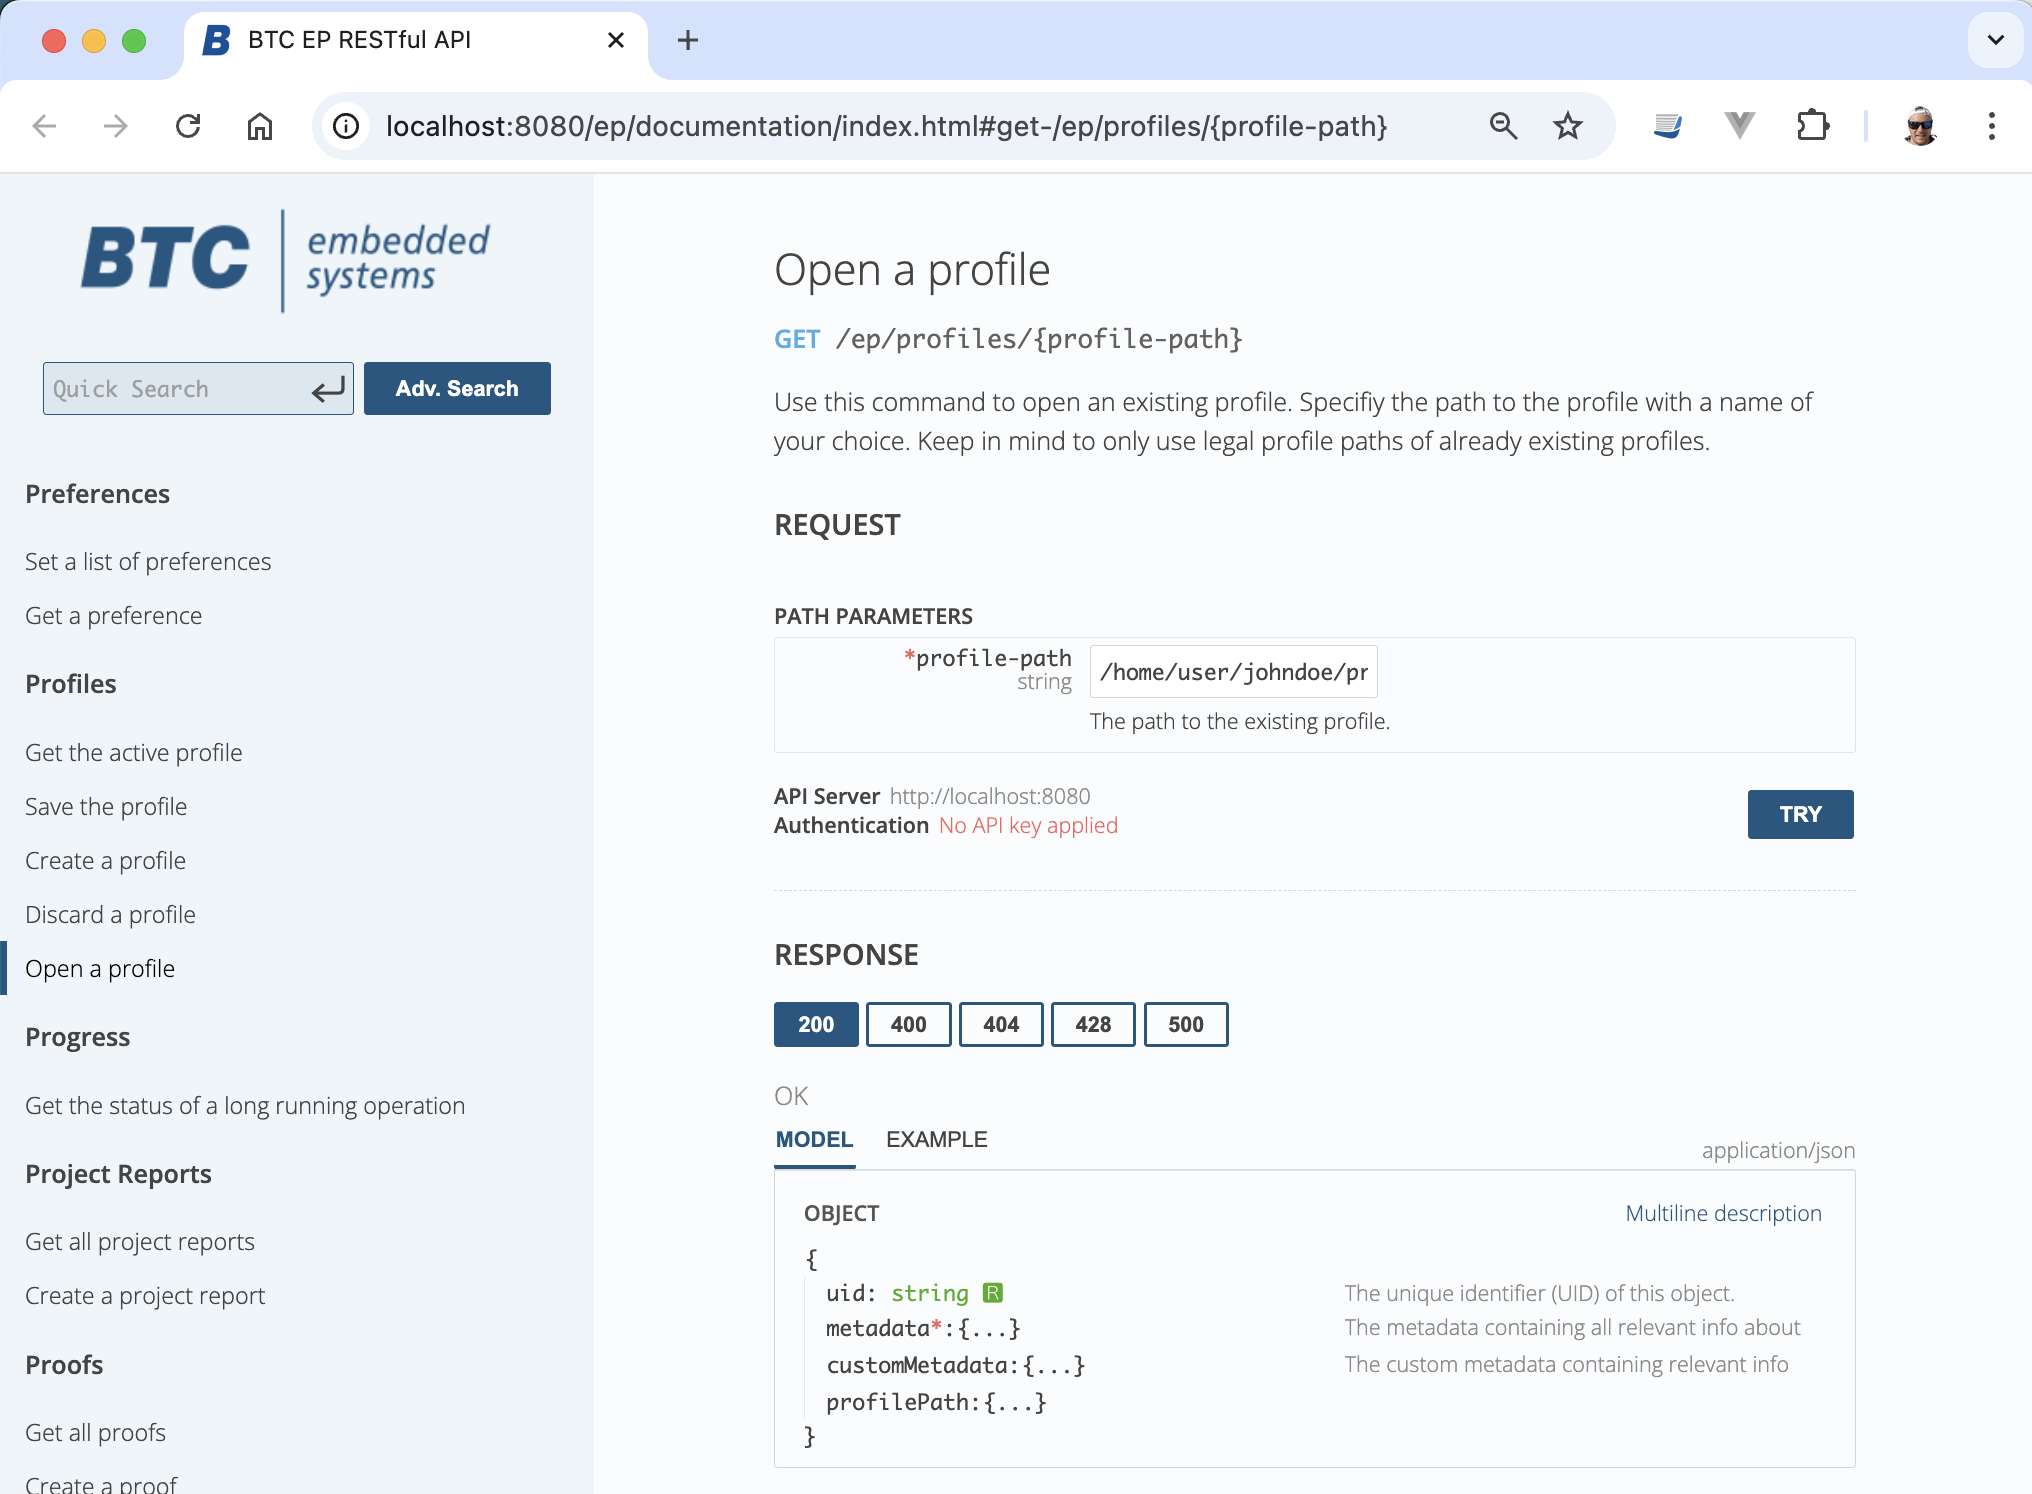 BTC EP RESTful API
localhost:8080/ep/documentation/index.html#get-/ep/profiles/{profile-path}
BTC embedded systems
Quick Search
Adv. Search
Preferences
Set a list of preferences
Get a preference
Profiles
Get the active profile
Save the profile
Create a profile
Discard a profile
Open a profile
Progress
Get the status of a long running operation
Project Reports
Get all project reports
Create a project report
Proofs
Get all proofs
Create a proof
Open a profile
GET /ep/profiles/{profile-path}
Use this command to open an existing profile. Specifiy the path to the profile with a name of
your choice. Keep in mind to only use legal profile paths of already existing profiles.
REQUEST
PATH PARAMETERS
*profile-path /home/user/johndoe/pr
string
The path to the existing profile.
API Server http://localhost:8080
Authentication No API key applied
TRY
RESPONSE
200 400 404 428 500
OK
MODEL EXAMPLE
application/json
OBJECT Multiline description
{
uid: string R The unique identifier (UID) of this object.
metadata*:{...} The metadata containing all relevant info about
customMetadata:{...} The custom metadata containing relevant info
profilePath:{...}
}